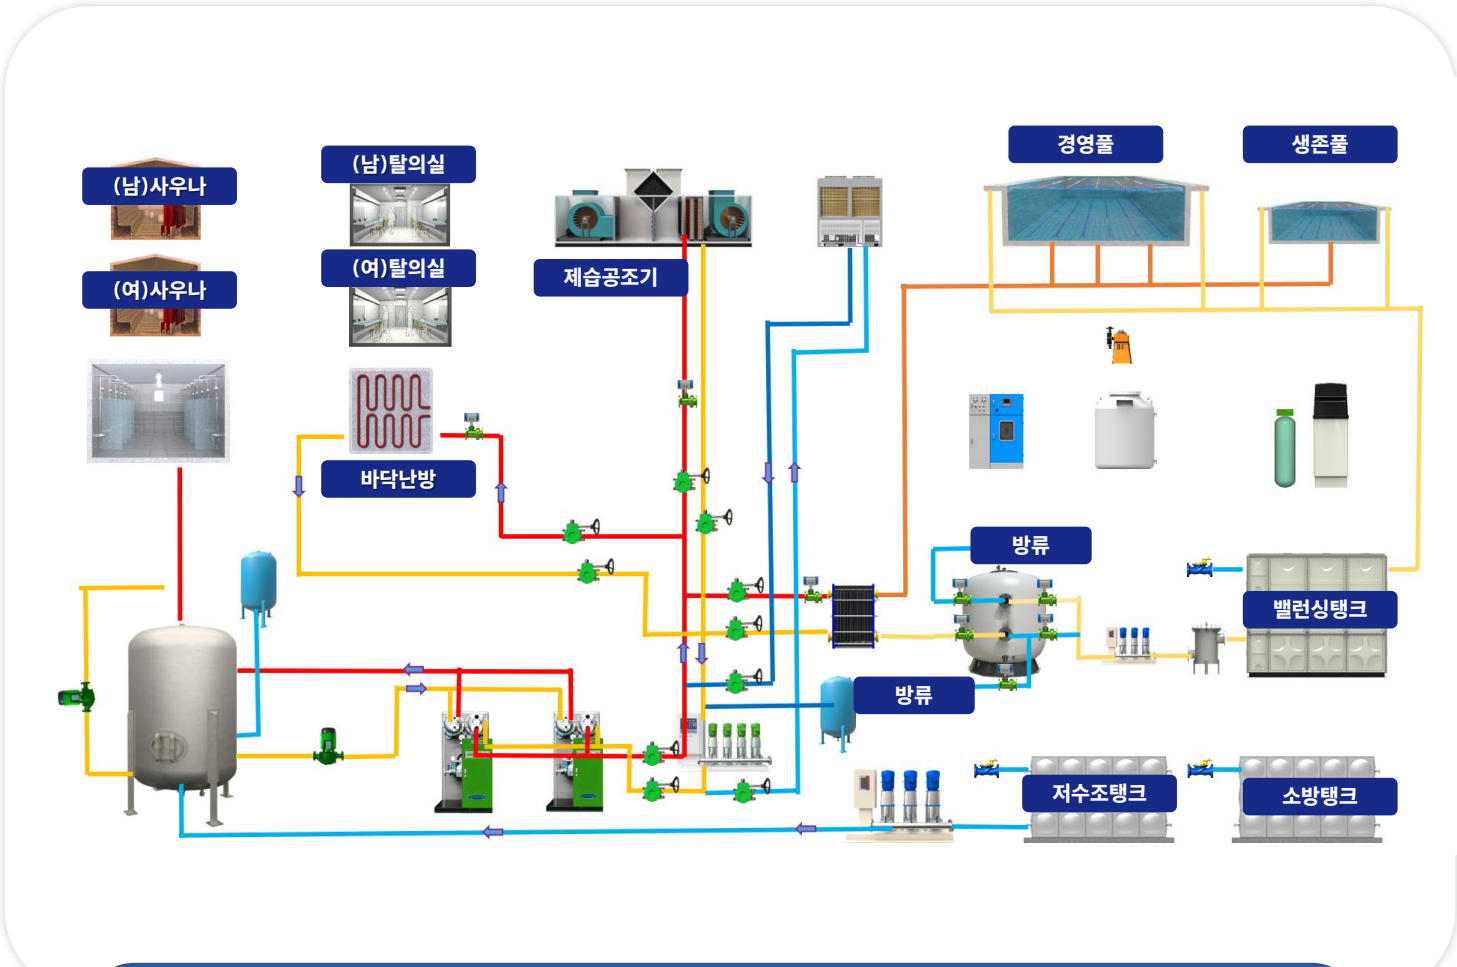 경영풀
생존풀
(남)탈의실
(남)사우나
(여)탈의실
제습공조기
(여)사우나
바닥난방
방류
밸런싱탱크
방류
저수조탱크
소방탱크